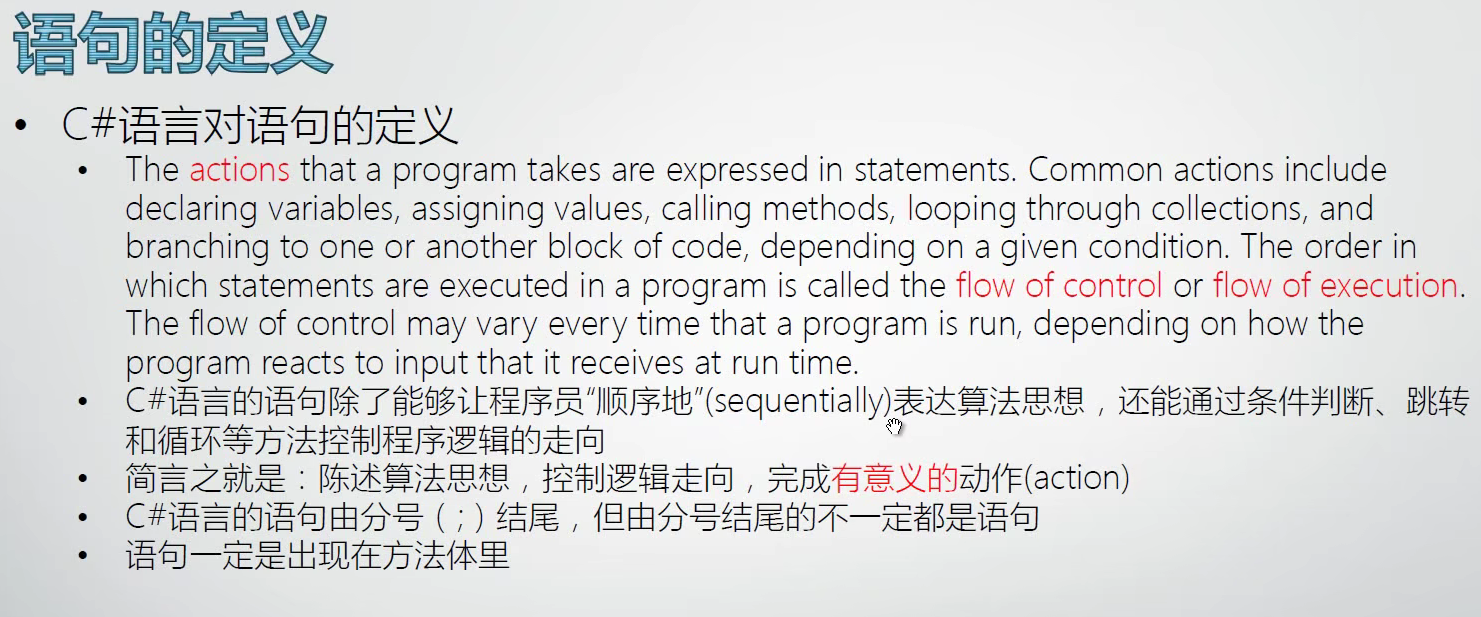 语句的定义
• C#语言对语句的定义
• The actions that a program takes are expressed in statements. Common actions include
declaring variables, assigning values, calling methods, looping through collections, and
branching to one or another block of code, depending on a given condition. The order in
which statements are executed in a program is called the flow of control or flow of execution.
The flow of control may vary every time that a program is run, depending on how the
program reacts to input that it receives at run time.
• C#语言的语句除了能够让程序员“顺序地”(sequentially)表达算法思想，还能通过条件判断、跳转
和循环等方法控制程序逻辑的走向
• 简言之就是：陈述算法思想，控制逻辑走向，完成有意义的动作(action)
• C#语言的语句由分号（；）结尾，但由分号结尾的不一定都是语句
• 语句一定是出现在方法体里